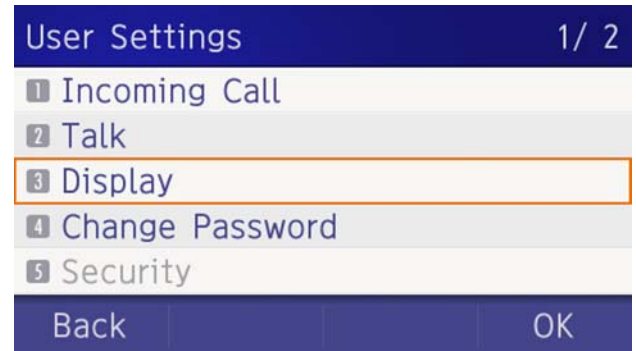 User Settings 1/ 2
1 Incoming Call
2 Talk
3 Display
4 Change Password
5 Security
Back OK